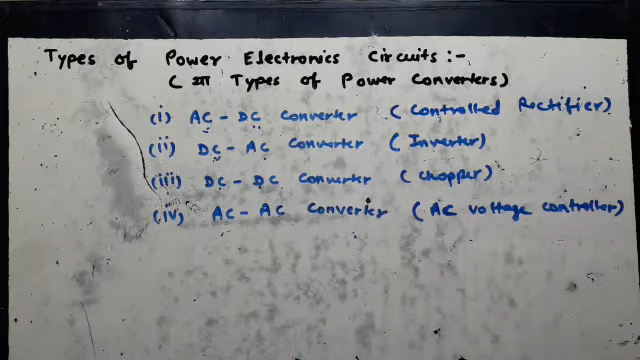 Types of Power Electronics Circuits :-
( या Types of Power Converters)
(i) AC - DC Converter ( Controlled Rectifier)
(ii) DC - AC Converter ( Inverter)
(iii) DC - DC Converter ( Chopper)
(iv) AC - AC Converter ( AC voltage controller)